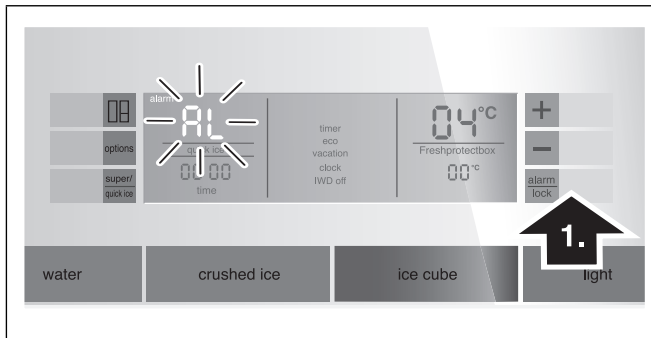 alarm
AL
quick ice
00:00
time
options
super/
quick ice
timer
eco
vacation
clock
IWD off
04°C
Freshprotectbox
00°C
+
−
alarm
lock
1.
water
crushed ice
ice cube
light